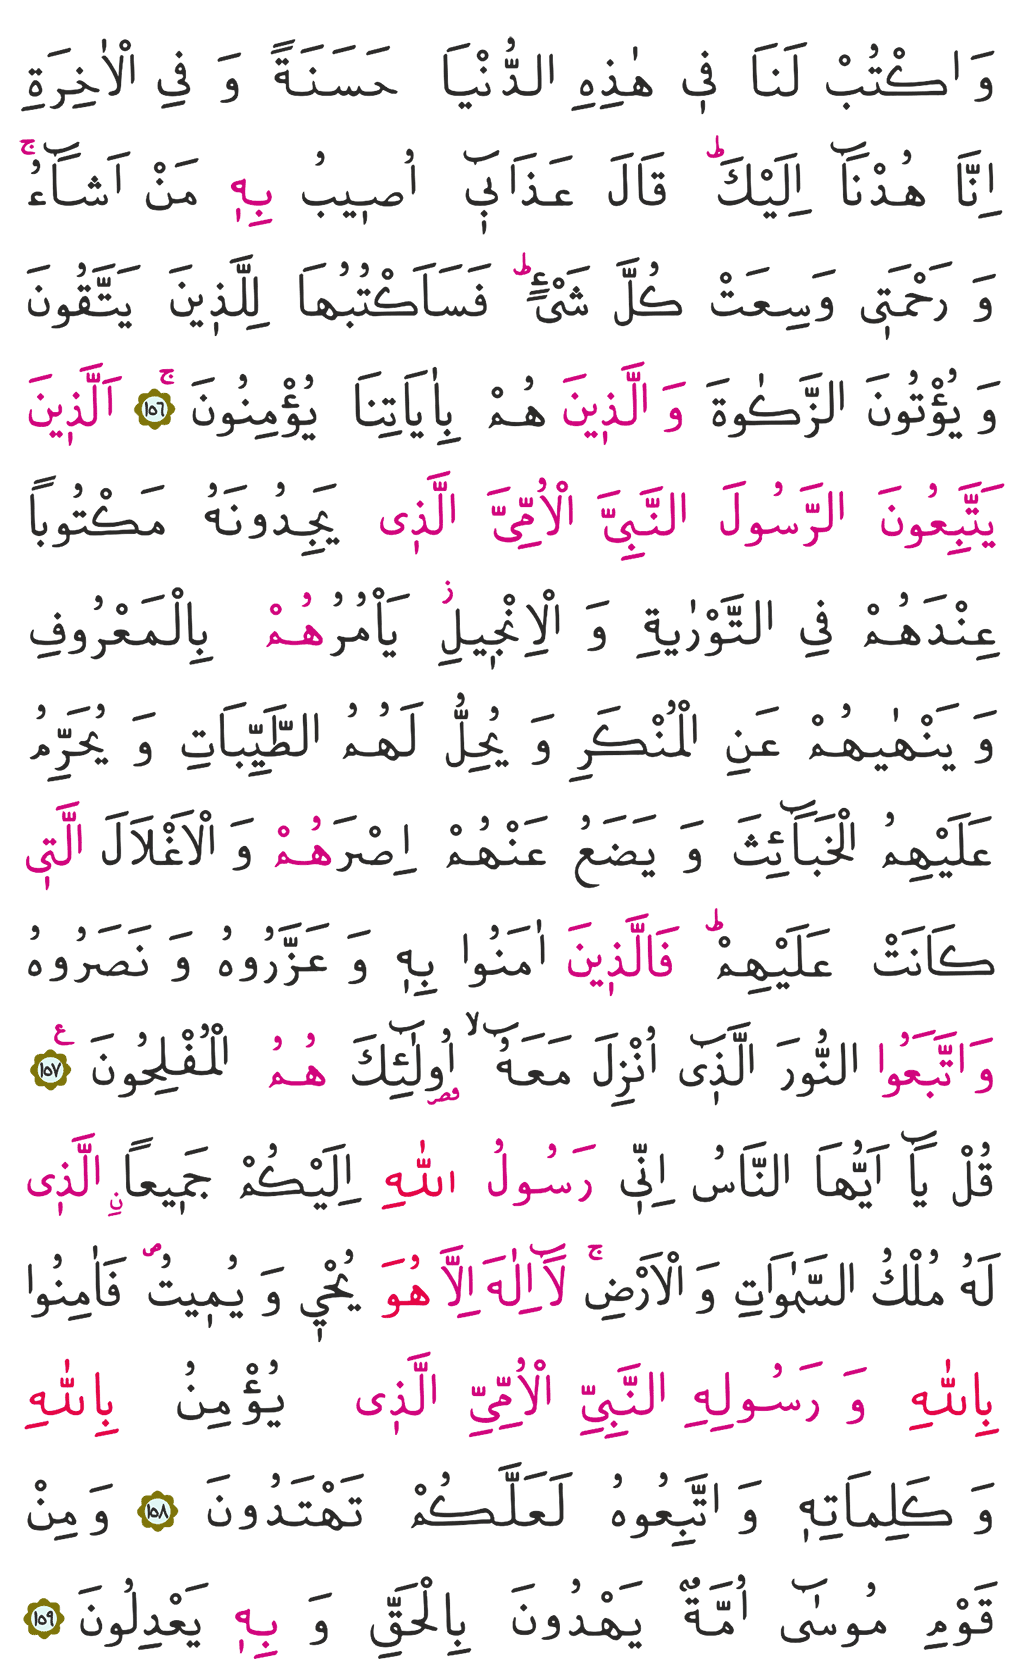 وَ اكْتُبْ لَنَا فٖي هٰذِهِ الدُّنْيَا حَسَنَةً وَ فِي الْاٰخِرَةِ
اِنَّا هُدْنَٓا اِلَيْكَؕ قَالَ عَذَابٖٓي اُصٖيبُ بِهٖ مَنْ اَشَٓاءُۚ
وَ رَحْمَتٖي وَسِعَتْ كُلَّ شَيْءٍؕ فَسَاَكْتُبُهَا لِلَّذٖينَ يَتَّقُونَ
وَ يُؤْتُونَ الزَّكٰوةَ وَ الَّذٖينَ هُمْ بِاٰيَاتِنَا يُؤْمِنُونَۚ ﴿١٥٦﴾ اَلَّذٖينَ
يَتَّبِعُونَ الرَّسُولَ النَّبِيَّ الْاُمِّيَّ الَّذٖى يَجِدُونَهُ مَكْتُوباً
عِنْدَهُمْ فِي التَّوْرٰيةِ وَ الْاِنْجٖيلِؗ يَاْمُرُهُمْ بِالْمَعْرُوفِ
وَ يَنْهٰيهُمْ عَنِ الْمُنْكَرِ وَ يُحِلُّ لَهُمُ الطَّيِّبَاتِ وَ يُحَرِّمُ
عَلَيْهِمُ الْخَبَٓائِثَ وَ يَضَعُ عَنْهُمْ اِصْرَهُمْ وَ الْاَغْلَالَ الَّتٖي
كَانَتْ عَلَيْهِمْؕ فَالَّذٖينَ اٰمَنُوا بِهٖ وَ عَزَّرُوهُ وَ نَصَرُوهُ
وَ اتَّبَعُوا النُّورَ الَّذٖٓى اُنْزِلَ مَعَهُٓۙ اُو۬لٰٓئِكَ هُمُ الْمُفْلِحُونَࣖ ﴿١٥٧﴾
قُلْ يَٓا اَيُّهَا النَّاسُ اِنّٖي رَسُولُ اللّٰهِ اِلَيْكُمْ جَمٖيعاًۨ الَّذٖى
لَهُ مُلْكُ السَّمٰوَاتِ وَ الْاَرْضِۚ لَٓا اِلٰهَ اِلَّا هُوَ يُحْيٖ وَ يُمٖيتُࣕ فَاٰمِنُوا
بِاللّٰهِ وَ رَسُولِهِ النَّبِيِّ الْاُمِّيِّ الَّذٖى يُؤْمِنُ بِاللّٰهِ
وَ كَلِمَاتِهٖ وَ اتَّبِعُوهُ لَعَلَّكُمْ تَهْتَدُونَ ﴿١٥٨﴾ وَ مِنْ
قَوْمِ مُوسٰٓى اُمَّةٌ يَهْدُونَ بِالْحَقِّ وَ بِهٖ يَعْدِلُونَ ﴿١٥٩﴾